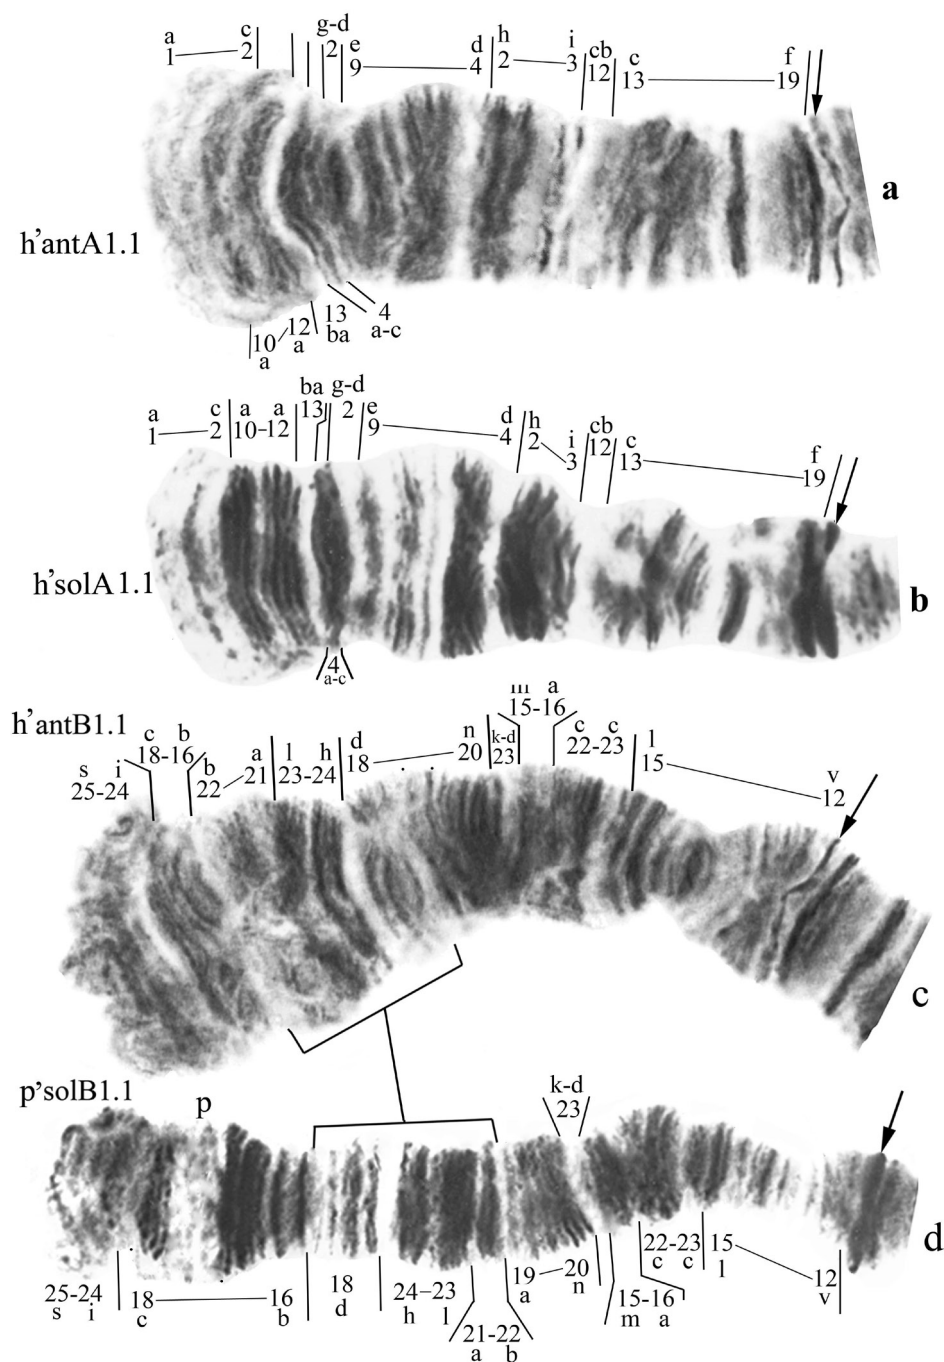 a c g-d e d h i cb c f
1 2 2 9 4 2 3 12 13 19
a
h’antA1.1
10 12 13 4
a a ba a-c
a c a a ba g-d e d h i cb c f
1 2 10-12 13 2 9 4 2 3 12 13 19
h’solA1.1
b
4
a-c
h’antB1.1
m a
15-16
s i c b b a l h d n k-d c c l v
25-24 18-16 22 21 23-24 18 20 23 22-23 15 12
c
p’solB1.1
p
k-d
23
d
25-24 18 16 18 24-23 19 20 15-16 22-23 15 12
s i c b d h l a n m a c c l v
21-22
a b